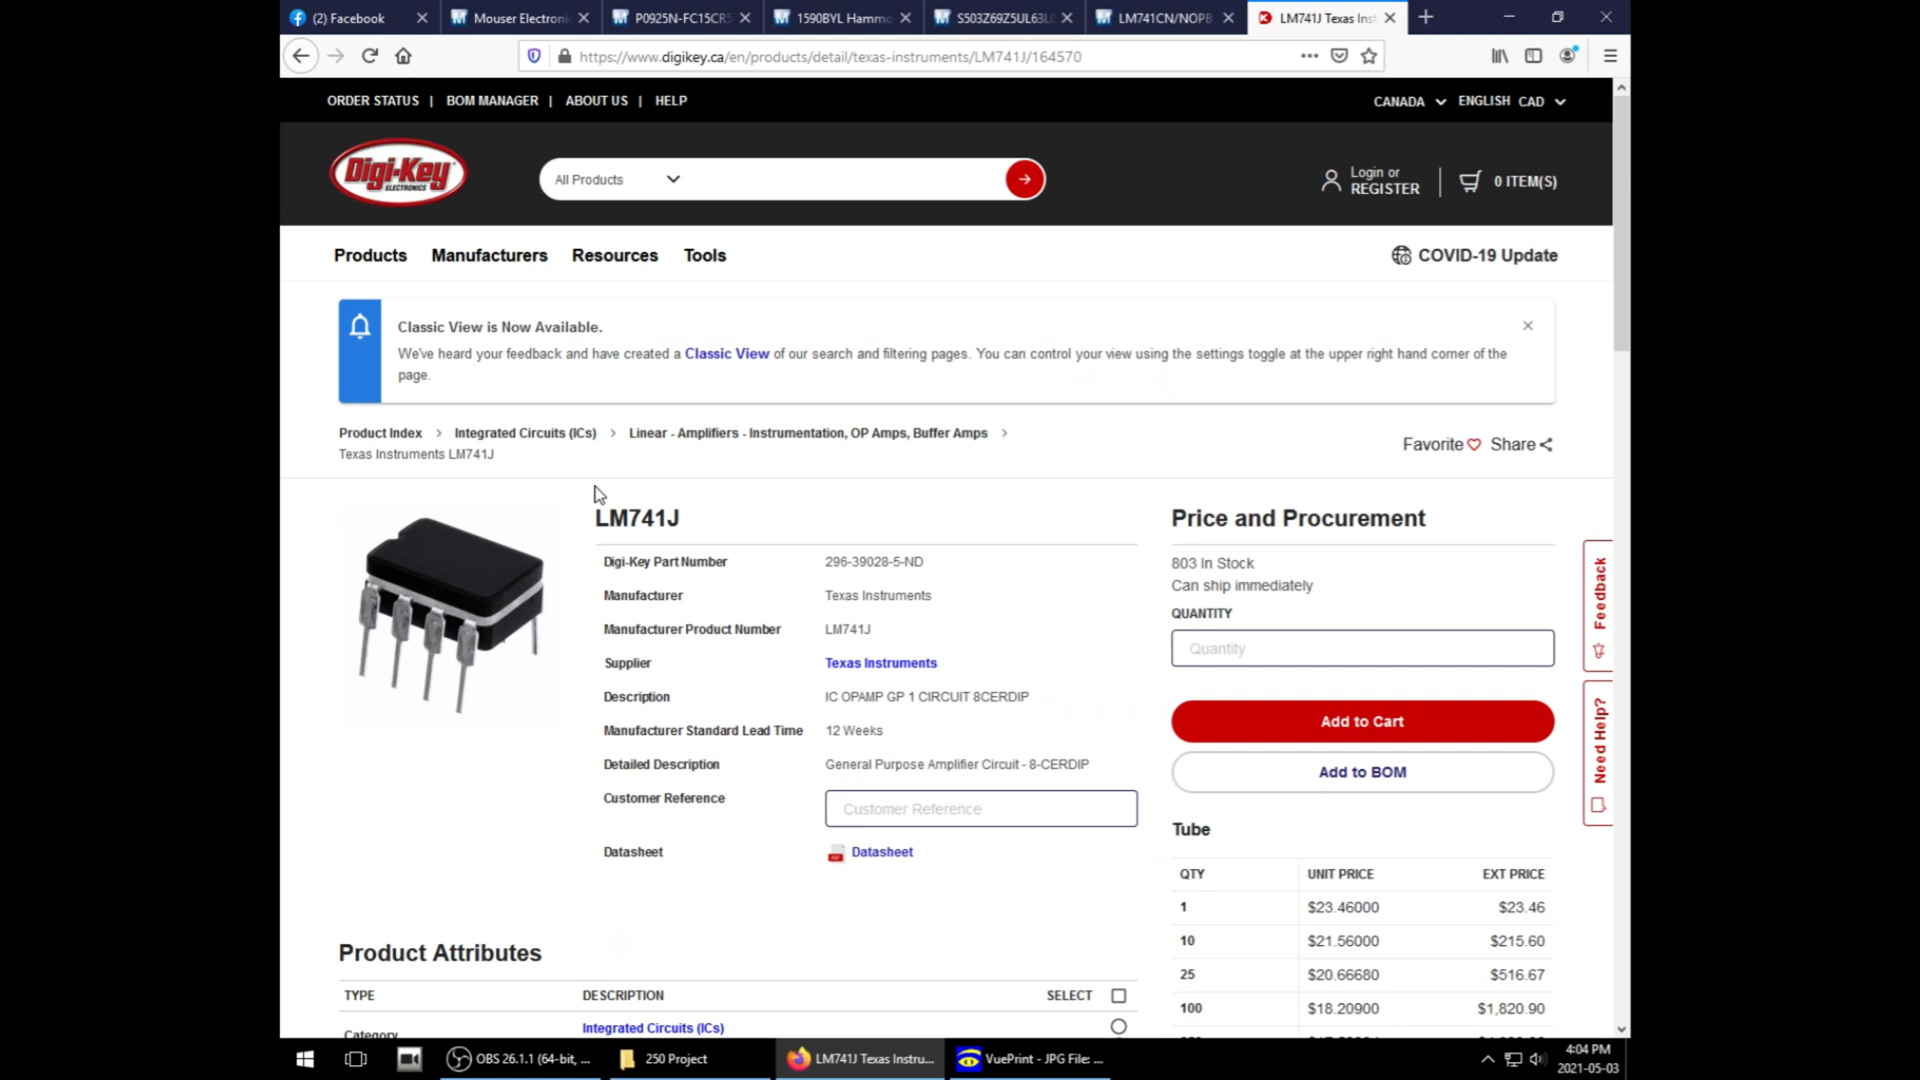 (2) Facebook
Mouser Electroni
P0925N-FC15CR5
1590BYL Hammo
S503Z69Z5UL63L
LM741CN/NOPB
LM741J Texas Inst
https://www.digikey.ca/en/products/detail/texas-instruments/LM741J/164570
ORDER STATUS | BOM MANAGER | ABOUT US | HELP
CANADA ENGLISH CAD
Digi-Key
ELECTRONICS
All Products
Login or
REGISTER
0 ITEM(S)
Products Manufacturers Resources Tools
COVID-19 Update
Classic View is Now Available.
We've heard your feedback and have created a Classic View of our search and filtering pages. You can control your view using the settings toggle at the upper right hand corner of the
page.
Product Index > Integrated Circuits (ICs) > Linear - Amplifiers - Instrumentation, OP Amps, Buffer Amps >
Texas Instruments LM741J
Favorite Share
LM741J
Digi-Key Part Number 296-39028-5-ND
Manufacturer Texas Instruments
Manufacturer Product Number LM741J
Supplier Texas Instruments
Description IC OPAMP GP 1 CIRCUIT 8CERDIP
Manufacturer Standard Lead Time 12 Weeks
Detailed Description General Purpose Amplifier Circuit - 8-CERDIP
Customer Reference Customer Reference
Datasheet Datasheet
Price and Procurement
803 In Stock
Can ship immediately
QUANTITY
Quantity
Add to Cart
Add to BOM
Tube
QTY UNIT PRICE EXT PRICE
1 $23.46000 $23.46
10 $21.56000 $215.60
25 $20.66680 $516.67
100 $18.20900 $1,820.90
Feedback
Need Help?
Product Attributes
TYPE DESCRIPTION SELECT
Category Integrated Circuits (ICs)
OBS 26.1.1 (64-bit, ...
250 Project
LM741J Texas Instru...
VuePrint - JPG File: ...
4:04 PM
2021-05-03